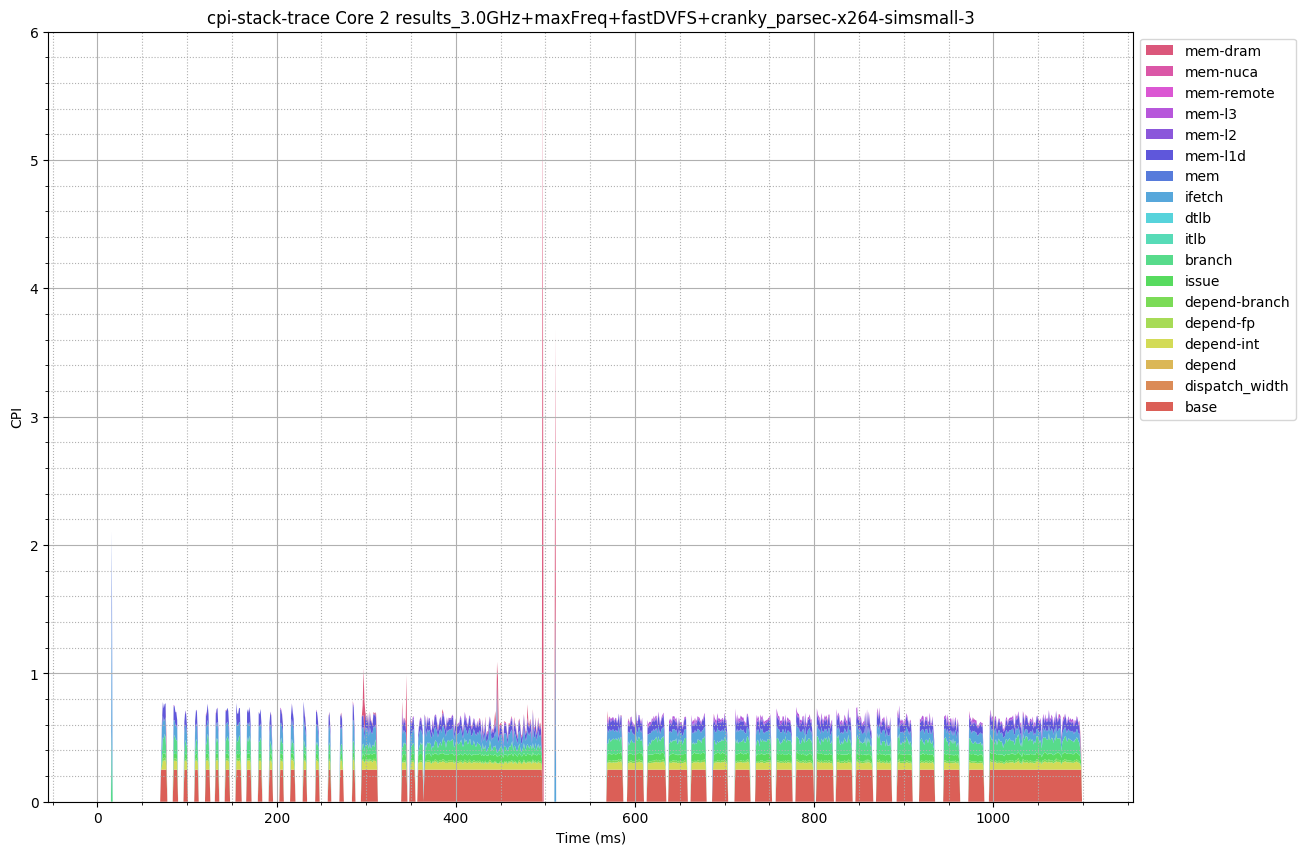 cpi-stack-trace Core 2 results_3.0GHz+maxFreq+fastDVFS+cranky_parsec-x264-simsmall-3
6
5
4
3
2
1
0
CPI
0
200
400
600
800
1000
Time (ms)
mem-dram
mem-nuca
mem-remote
mem-l3
mem-l2
mem-l1d
mem
ifetch
dtlb
itlb
branch
issue
depend-branch
depend-fp
depend-int
depend
dispatch_width
base